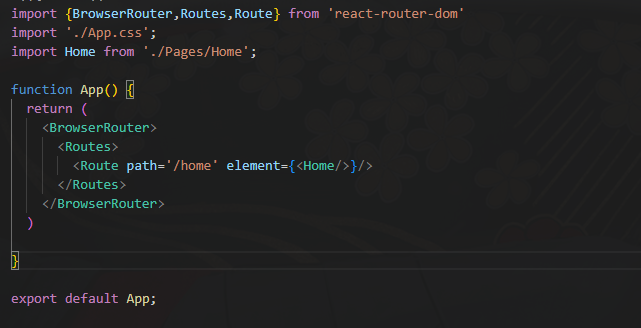 import {BrowserRouter,Routes,Route} from 'react-router-dom'
import './App.css';
import Home from './Pages/Home';
function App() {
return (
<BrowserRouter>
<Routes>
<Route path='/home' element={<Home/>}/>
</Routes>
</BrowserRouter>
)
}
export default App;